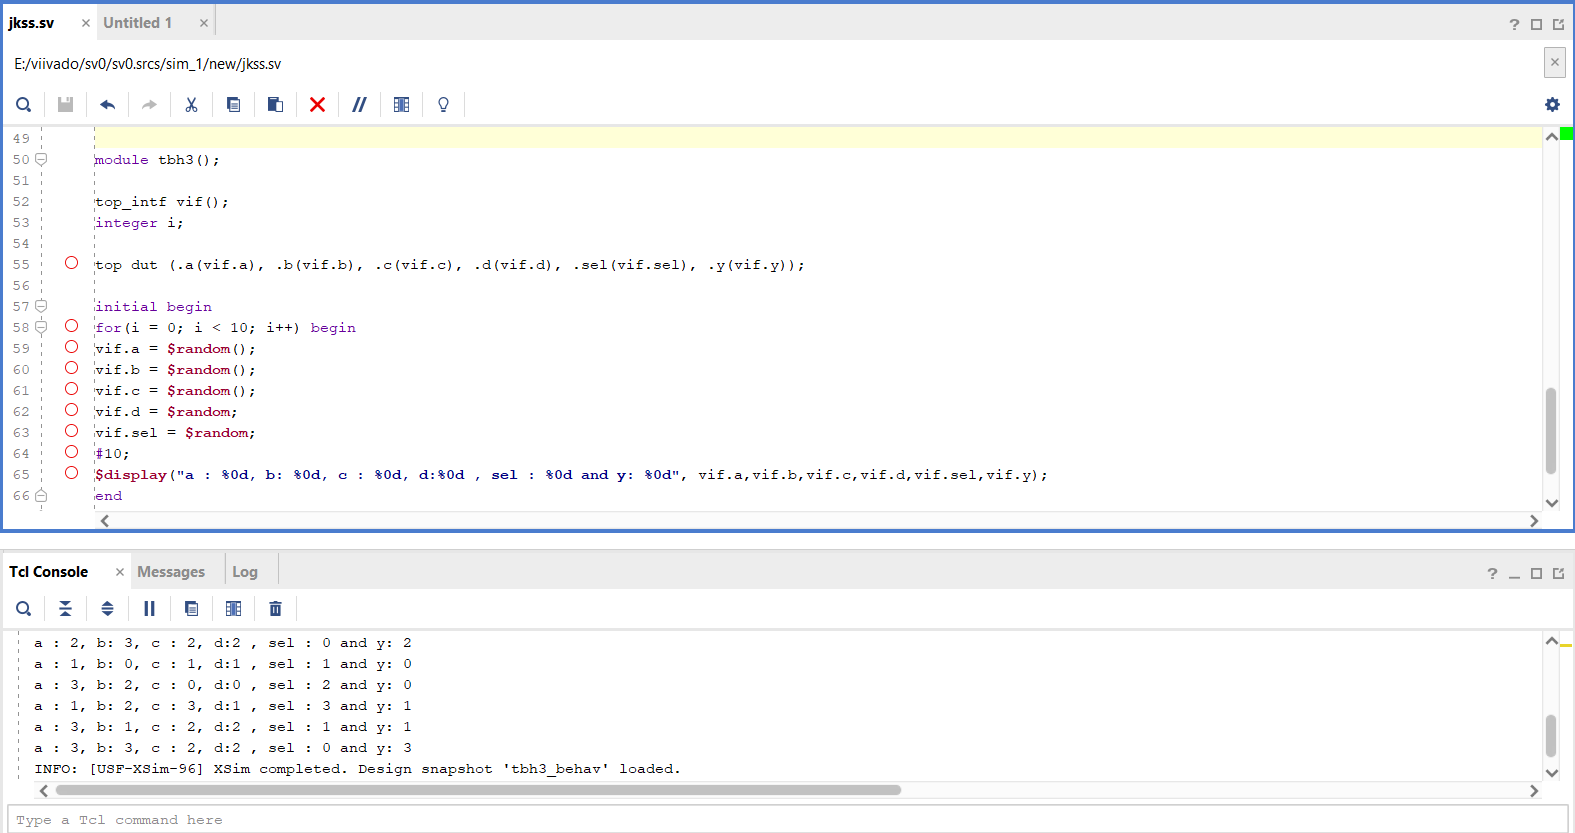 jkss.sv × Untitled 1 ×
?
E:/viivado/sv0/sv0.srcs/sim_1/new/jkss.sv ×
49
50 module tbh3();
51
52 top_intf vif();
53 integer i;
54
55 top dut (.a(vif.a), .b(vif.b), .c(vif.c), .d(vif.d), .sel(vif.sel), .y(vif.y));
56
57 initial begin
58 for(i = 0; i < 10; i++) begin
59 vif.a = $random();
60 vif.b = $random();
61 vif.c = $random();
62 vif.d = $random;
63 vif.sel = $random;
64 #10;
65 $display("a : %0d, b: %0d, c : %0d, d:%0d , sel : %0d and y: %0d", vif.a,vif.b,vif.c,vif.d,vif.sel,vif.y);
66 end
Tcl Console × Messages Log
?
a : 2, b: 3, c : 2, d:2 , sel : 0 and y: 2
a : 1, b: 0, c : 1, d:1 , sel : 1 and y: 0
a : 3, b: 2, c : 0, d:0 , sel : 2 and y: 0
a : 1, b: 2, c : 3, d:1 , sel : 3 and y: 1
a : 3, b: 1, c : 2, d:2 , sel : 1 and y: 1
a : 3, b: 3, c : 2, d:2 , sel : 0 and y: 3
INFO: [USF-XSim-96] XSim completed. Design snapshot 'tbh3_behav' loaded.
Type a Tcl command here